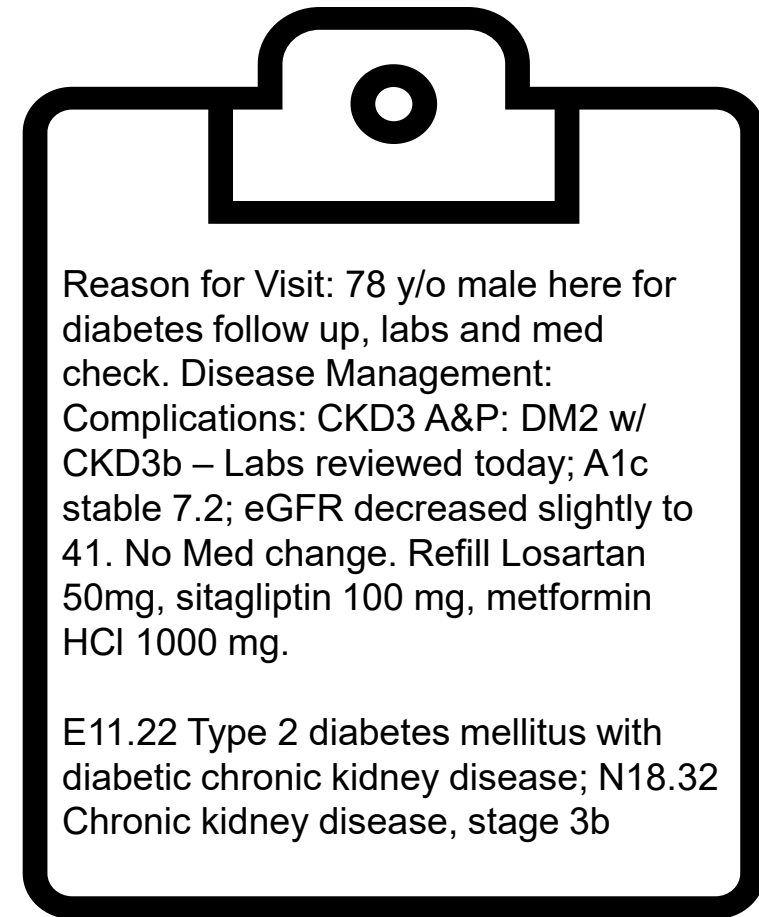 Reason for Visit: 78 y/o male here for
diabetes follow up, labs and med
check. Disease Management:
Complications: CKD3 A&P: DM2 w/
CKD3b – Labs reviewed today; A1c
stable 7.2; eGFR decreased slightly to
41. No Med change. Refill Losartan
50mg, sitagliptin 100 mg, metformin
HCl 1000 mg.

E11.22 Type 2 diabetes mellitus with
diabetic chronic kidney disease; N18.32
Chronic kidney disease, stage 3b